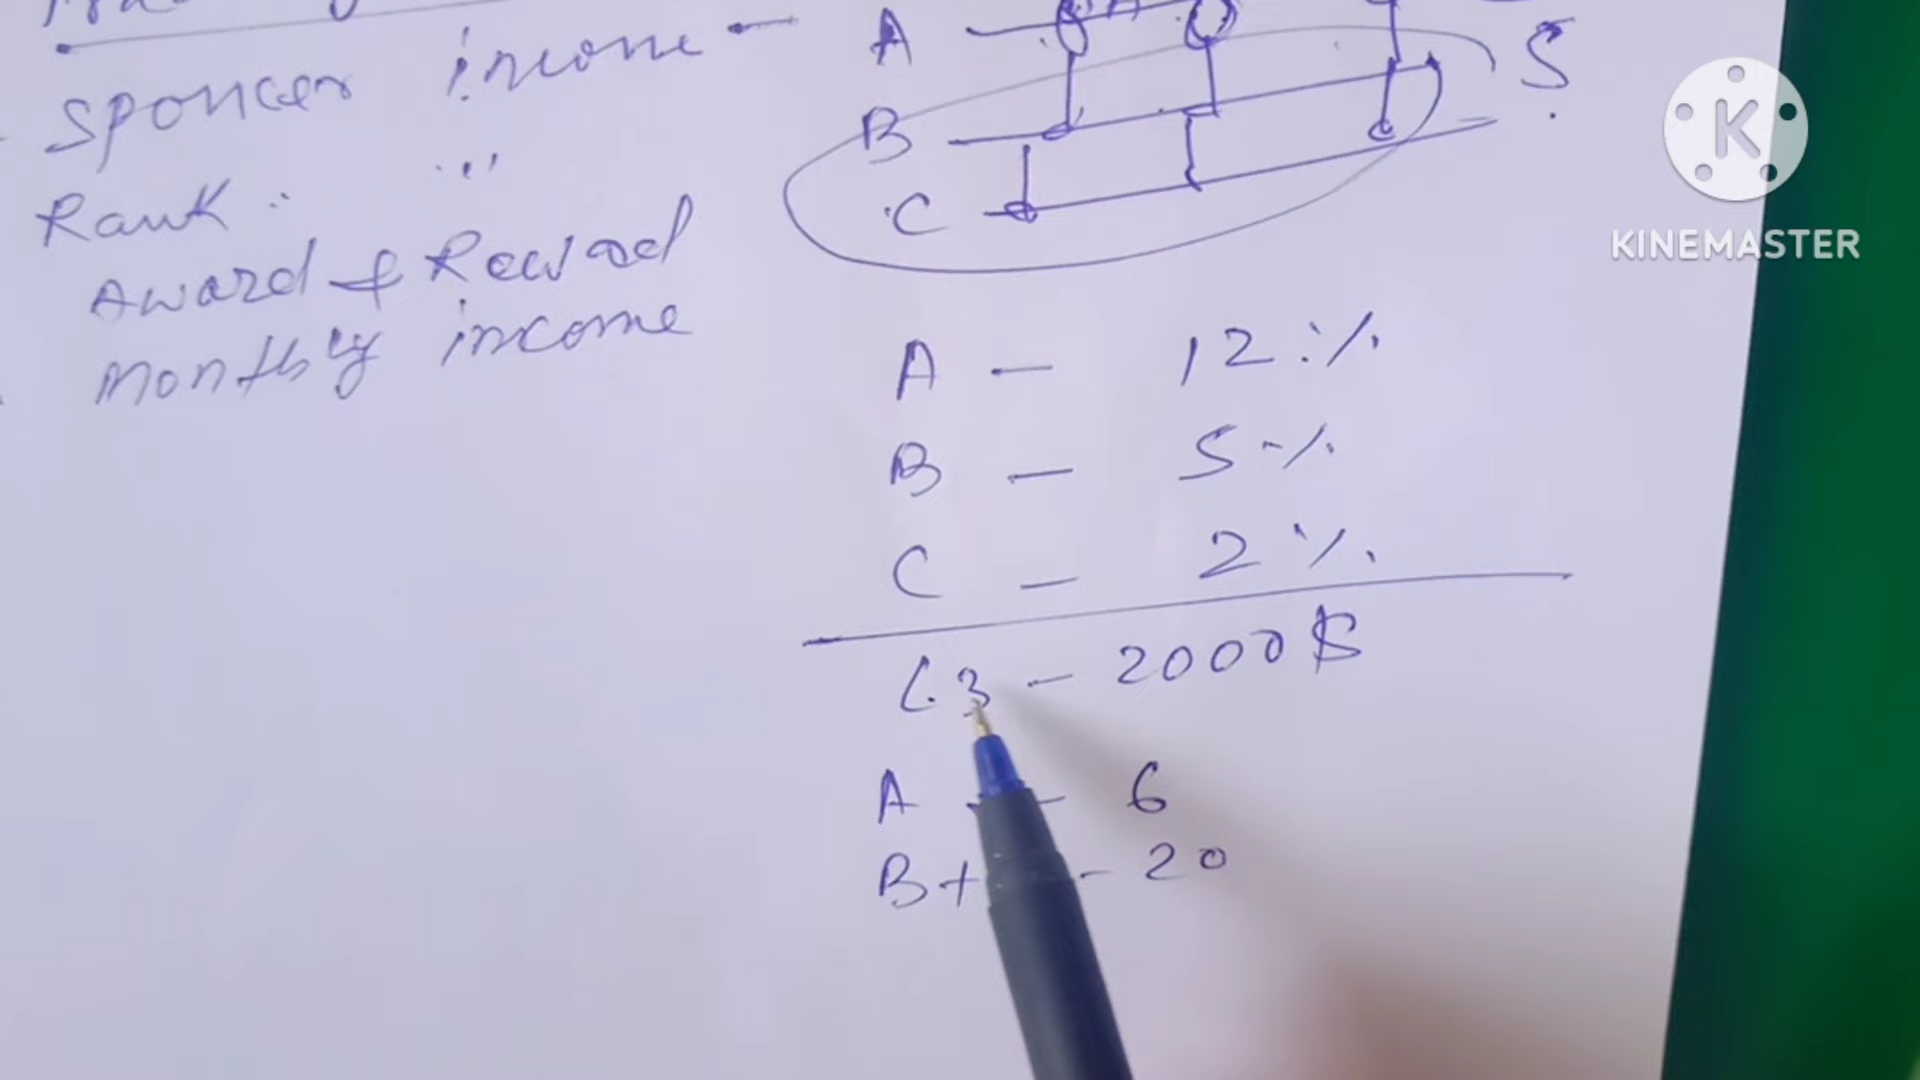 Sponcer income - A
S
B
Rank "
C
Award & Reward
Monthly income
KINEMASTER
A - 12 %
B - 5 %
C - 2 %
L3 - 2000 $
A - 6
B + - 20